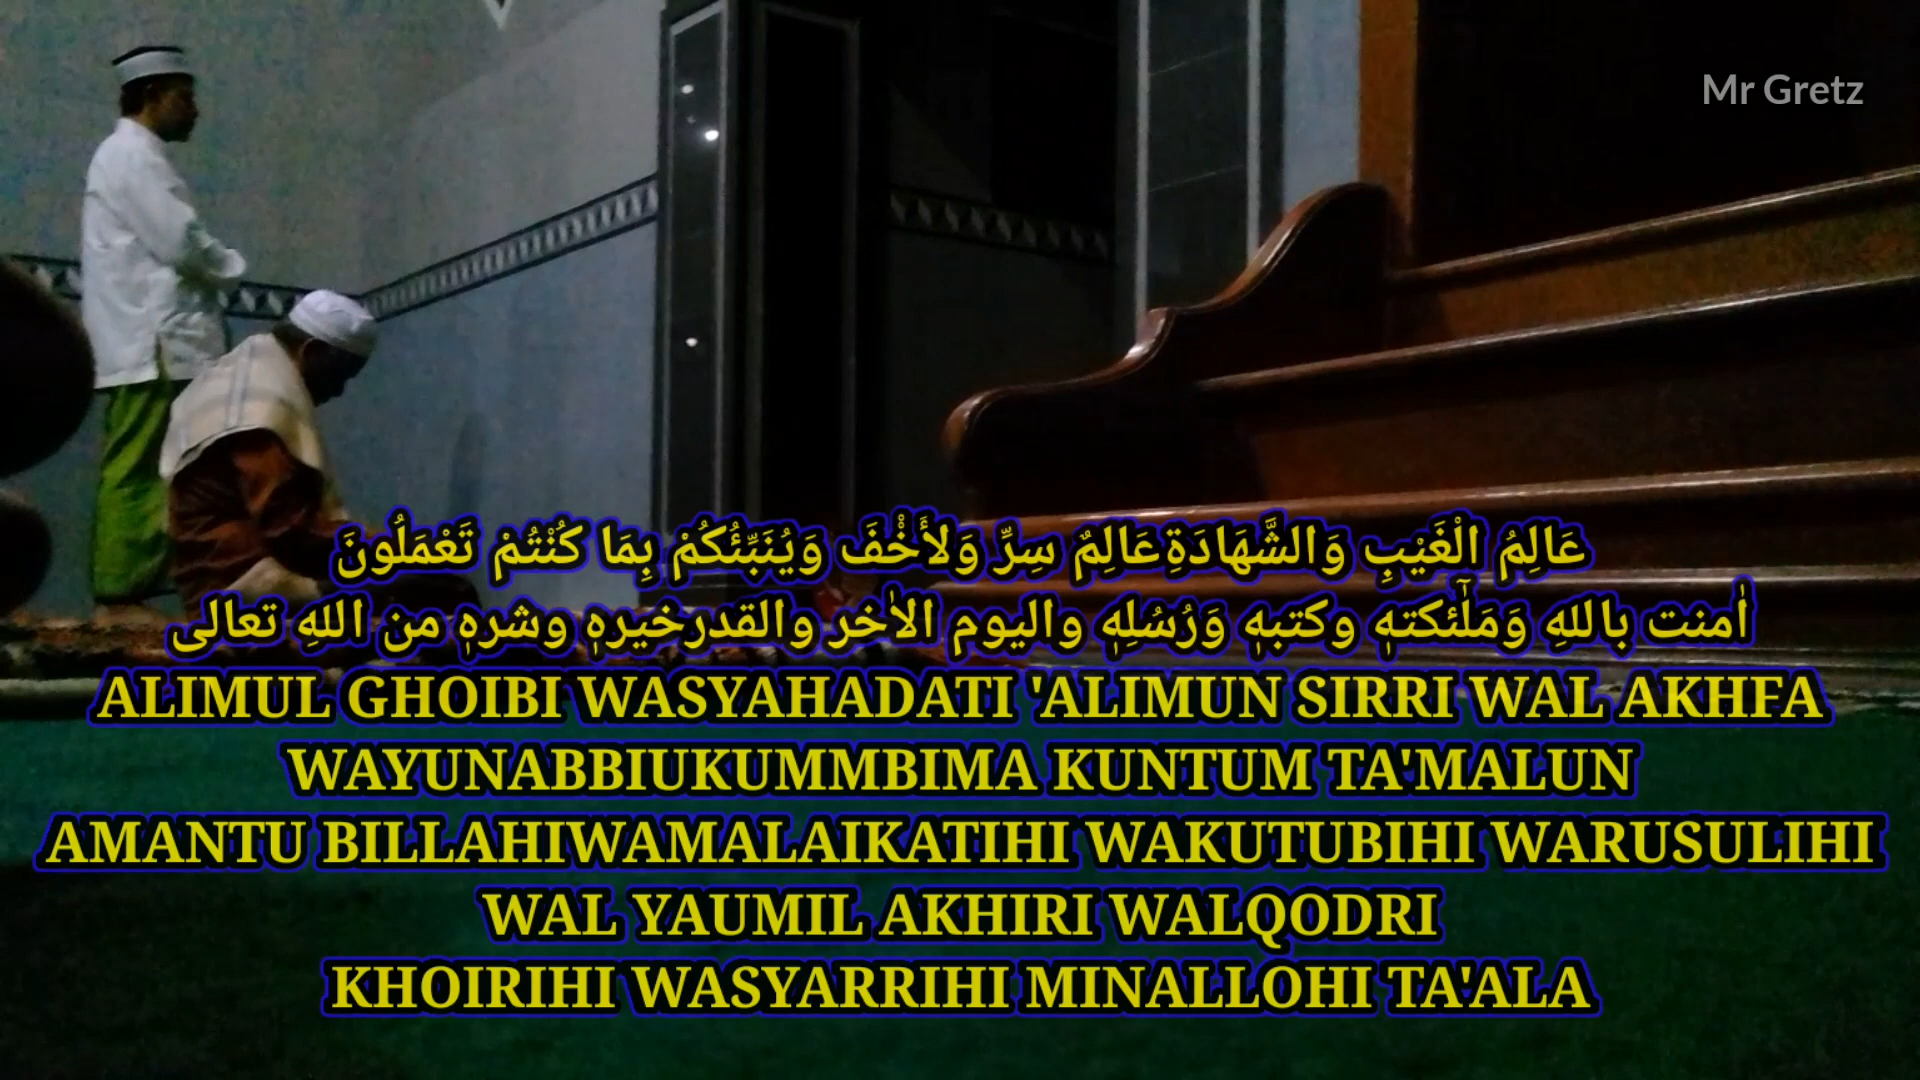 Mr Gretz
عَالِمُ الْغَيْبِ وَالشَّهَادَةِعَالِمٌ سِرِّ وَلأَخْفَ وَيُنَبِّئُكُمْ بِمَا كُنْتُمْ تَعْمَلُونَ
اٰمنت باللهِ وَمَلٰٓئكتهٖ وكتبهٖ وَرُسُلِهٖ واليوم الاٰخر والقدرخيرهٖ وشرهٖ من اللهِ تعالى
ALIMUL GHOIBI WASYAHADATI 'ALIMUN SIRRI WAL AKHFA
WAYUNABBIUKUMMBIMA KUNTUM TA'MALUN
AMANTU BILLAHIWAMALAIKATIHI WAKUTUBIHI WARUSULIHI
WAL YAUMIL AKHIRI WALQODRI
KHOIRIHI WASYARRIHI MINALLOHI TA'ALA